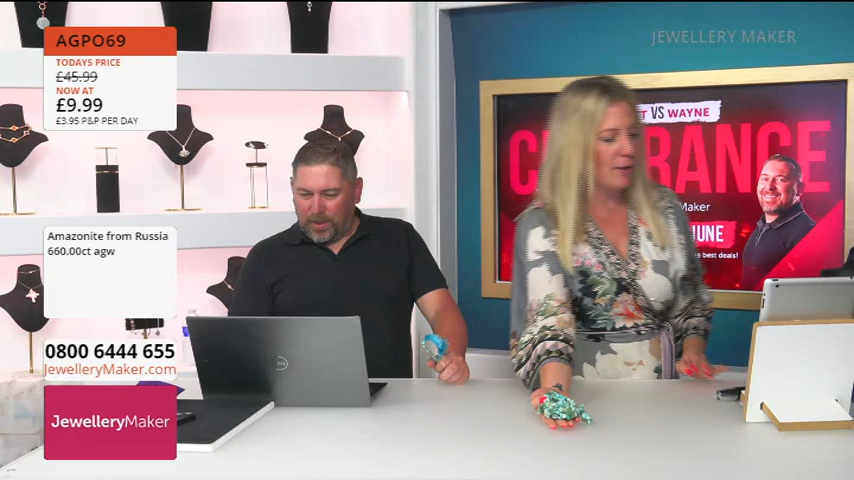 AGPO69
TODAYS PRICE
£45.99
NOW AT
£9.99
£3.95 P&P PER DAY
Amazonite from Russia
660.00ct agw
0800 6444 655
JewelleryMaker.com
JewelleryMaker
JEWELLERY MAKER
VS WAYNE
RANCE
Maker
JUNE
best deals!
DELL